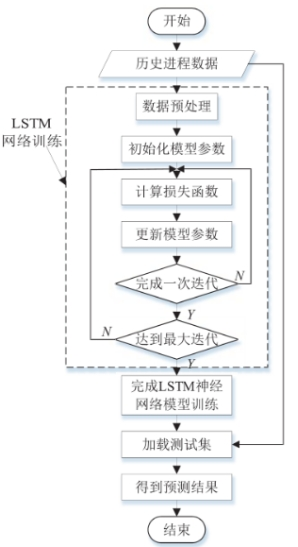 开始
历史进程数据
LSTM
网络训练
数据预处理
初始化模型参数
计算损失函数
更新模型参数
完成一次迭代
N
Y
达到最大迭代
N
Y
完成LSTM神经
网络模型训练
加载测试集
得到预测结果
结束